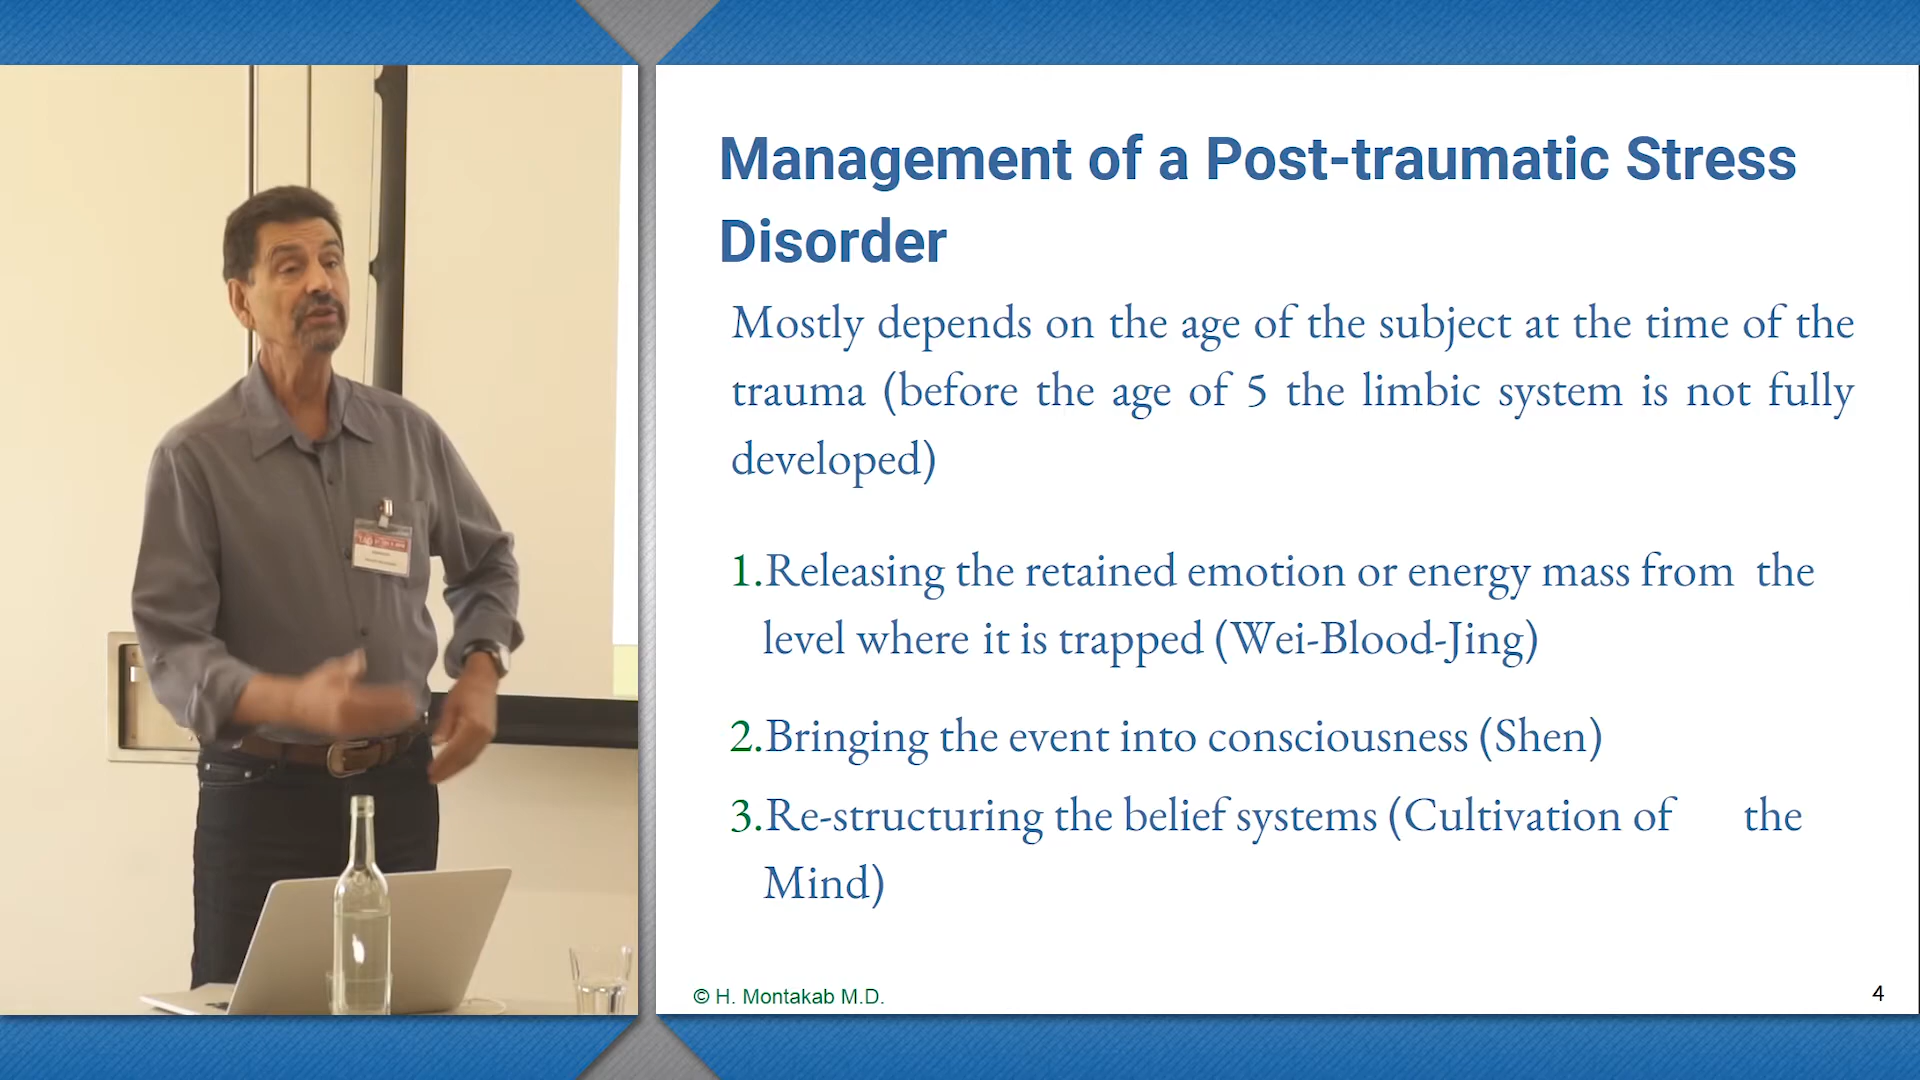 Management of a Post-traumatic Stress
Disorder
Mostly depends on the age of the subject at the time of the
trauma (before the age of 5 the limbic system is not fully
developed)
1.Releasing the retained emotion or energy mass from the
level where it is trapped (Wei-Blood-Jing)
2.Bringing the event into consciousness (Shen)
3.Re-structuring the belief systems (Cultivation of the
Mind)
© H. Montakab M.D.
4